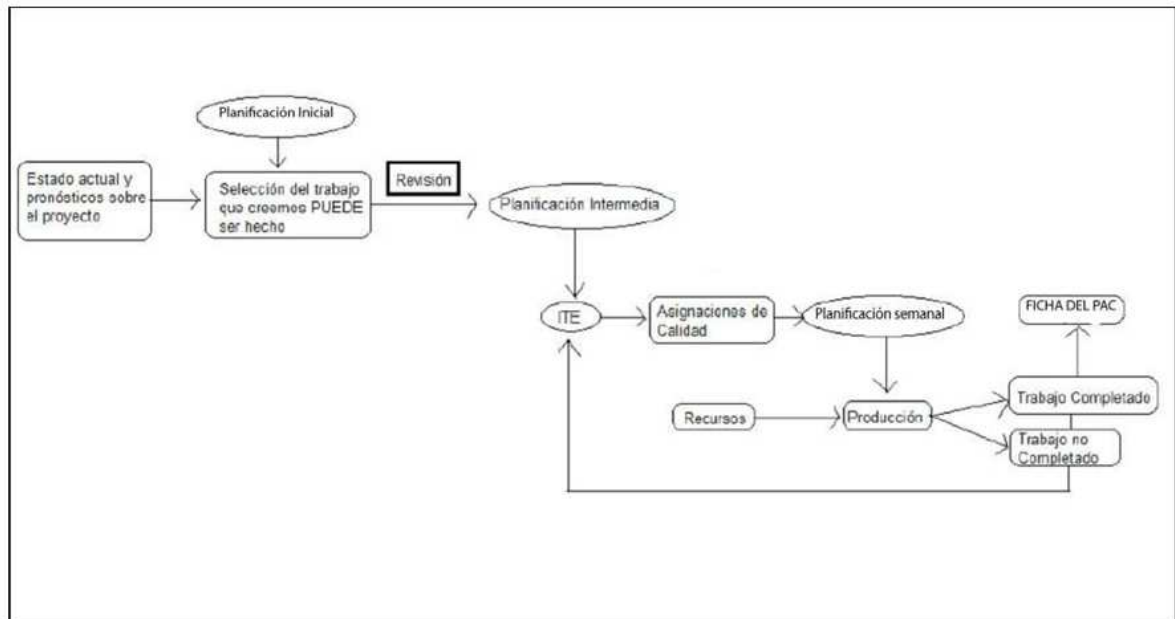 Planificación Inicial
Estado actual y
pronósticos sobre
el proyecto
Selección del trabajo
que creemos PUEDE
ser hecho
Revisión
Planificación Intermedia
ITE
Asignaciones de
Calidad
Planificación semanal
FICHA DEL PAC
Recursos
Producción
Trabajo Completado
Trabajo no
Completado